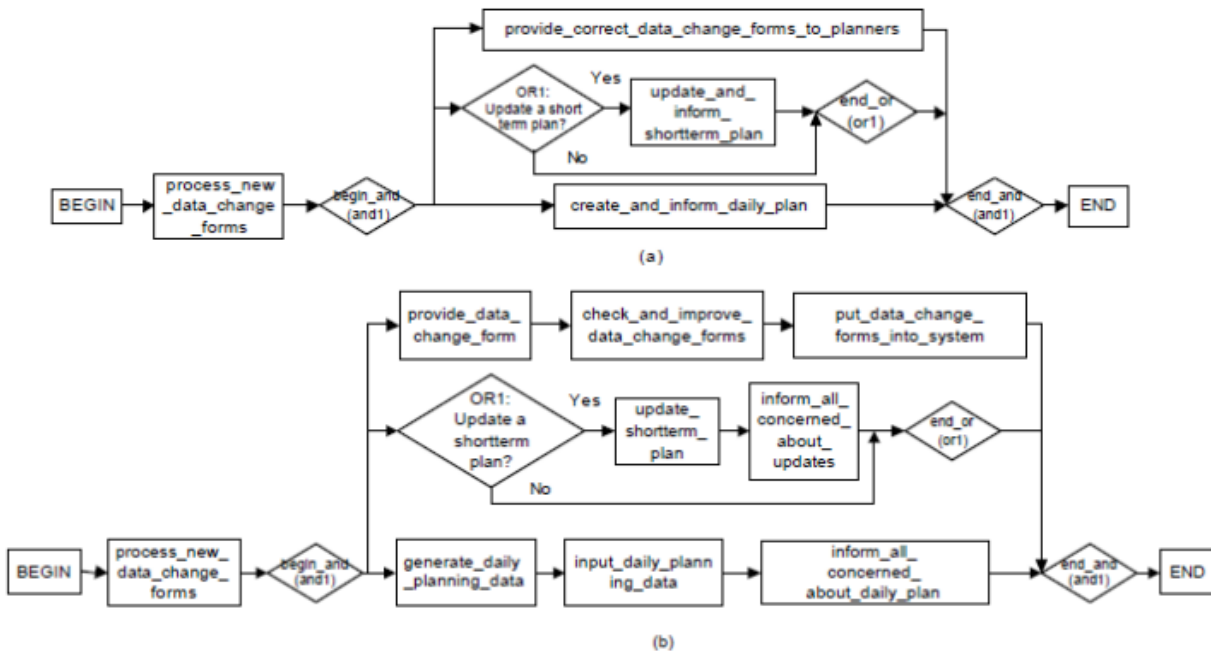 provide_correct_data_change_forms_to_planners
OR1:
Update a short
term plan?
Yes
No
update_and_
inform_
shortterm_plan
end_or
(or1)
BEGIN
process_new
_data_change
_forms
begin_and
(and1)
create_and_inform_daily_plan
end_and
(and1)
END
(a)
provide_data_
change_form
check_and_improve_
data_change_forms
put_data_change_
forms_into_system
OR1:
Update a
shortterm
plan?
Yes
No
update_
shortterm_
plan
inform_all_
concerned_
about_
updates
end_or
(or1)
BEGIN
process_new_
data_change_
forms
begin_and
(and1)
generate_daily
_planning_data
input_daily_plann
ing_data
inform_all_
concerned_
about_daily_plan
end_and
(and1)
END
(b)